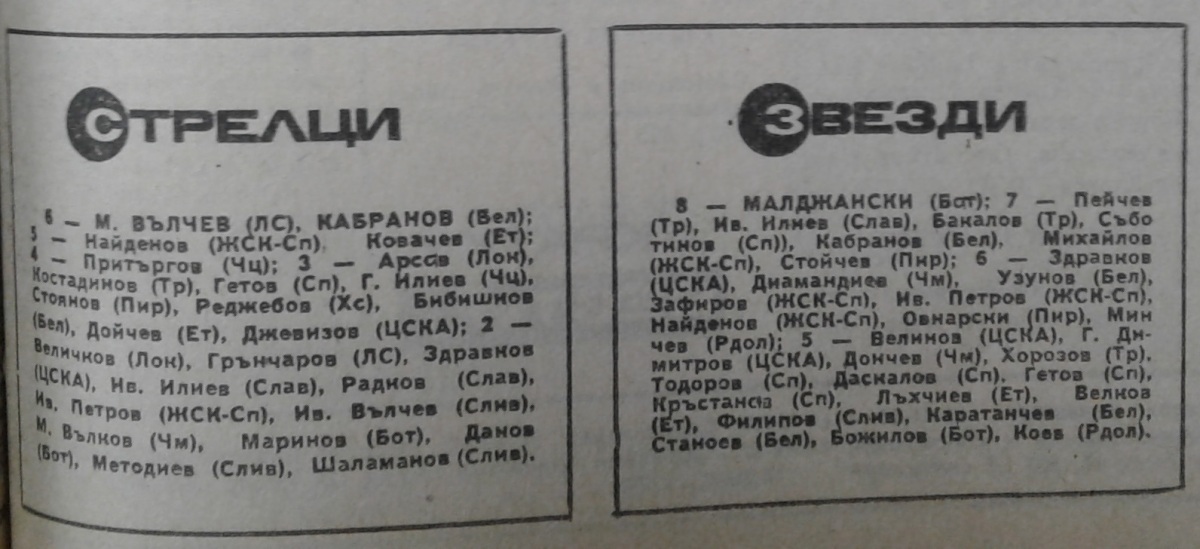 СТРЕЛЦИ
6 — М. ВЪЛЧЕВ (ЛС), КАБРАНОВ (Бел);
5 — Найденов (ЖСК-Сп), Ковачев (Ет);
4 — Притъргов (Чц); 3 — Арсов (Лок),
Костадинов (Тр), Гетов (Сп), Г. Илиев (Чц),
Стоянов (Пир), Реджебов (Хс), Бибишков
(Бел), Дойчев (Ет), Джевизов (ЦСКА); 2 —
Величков (Лок), Грънчаров (ЛС), Здравков
(ЦСКА), Ив. Илиев (Слав), Радков (Слав),
Ив. Петров (ЖСК-Сп), Ив. Вълчев (Слив),
М. Вълков (Чм), Маринов (Бот), Данов
(Бот), Методиев (Слив), Шаламанов (Слив).
ЗВЕЗДИ
8 — МАЛДЖАНСКИ (Бот); 7 — Пейчев
(Тр), Ив. Илиев (Слав), Бакалов (Тр), Събо
тинов (Сп)), Кабранов (Бел), Михайлов
(ЖСК-Сп), Стойчев (Пир); 6 — Здравков
(ЦСКА), Диамандиев (Чм), Узунов (Бел),
Зафиров (ЖСК-Сп), Ив. Петров (ЖСК-Сп),
Найденов (ЖСК-Сп), Овнарски (Пир), Мин
чев (Рдол); 5 — Велинов (ЦСКА), Г. Ди-
митров (ЦСКА), Дончев (Чм), Хорозов (Тр),
Тодоров (Сп), Даскалов (Сп), Гетов (Сп),
Кръстанов (Сп), Лъхчиев (Ет), Велков
(Ет), Филипов (Слив), Каратанчев (Бел),
Станоев (Бел), Божилов (Бот), Коев (Рдол).